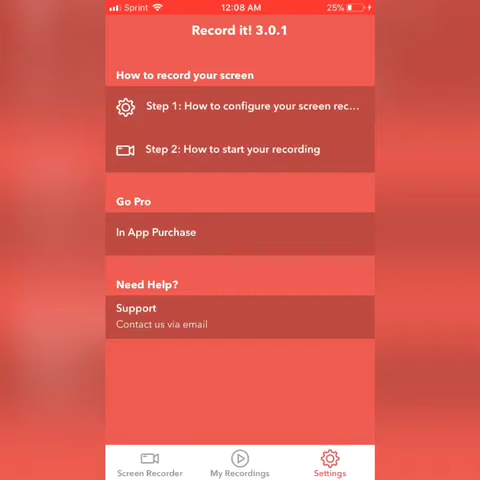 Sprint 12:08 AM 25%
Record it! 3.0.1
How to record your screen
Step 1: How to configure your screen rec...
Step 2: How to start your recording
Go Pro
In App Purchase
Need Help?
Support
Contact us via email
Screen Recorder My Recordings Settings